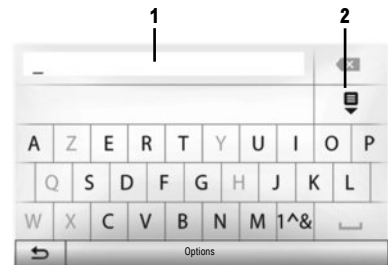 1 2
_
A Z E R T Y U I O P
Q S D F G H J K L
W X C V B N M 1^&
Options